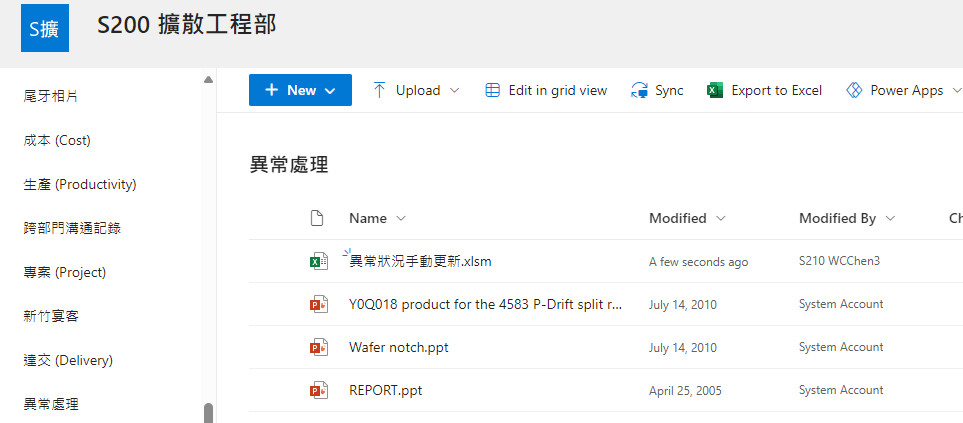 S擴 S200 擴散工程部
尾牙相片
成本 (Cost)
生產 (Productivity)
跨部門溝通記錄
專案 (Project)
新竹宴客
達交 (Delivery)
異常處理
New Upload Edit in grid view Sync Export to Excel Power Apps
異常處理
Name Modified Modified By Ch
異常狀況手動更新.xlsm A few seconds ago S210 WCChen3
Y0Q018 product for the 4583 P-Drift split r... July 14, 2010 System Account
Wafer notch.ppt July 14, 2010 System Account
REPORT.ppt April 25, 2005 System Account